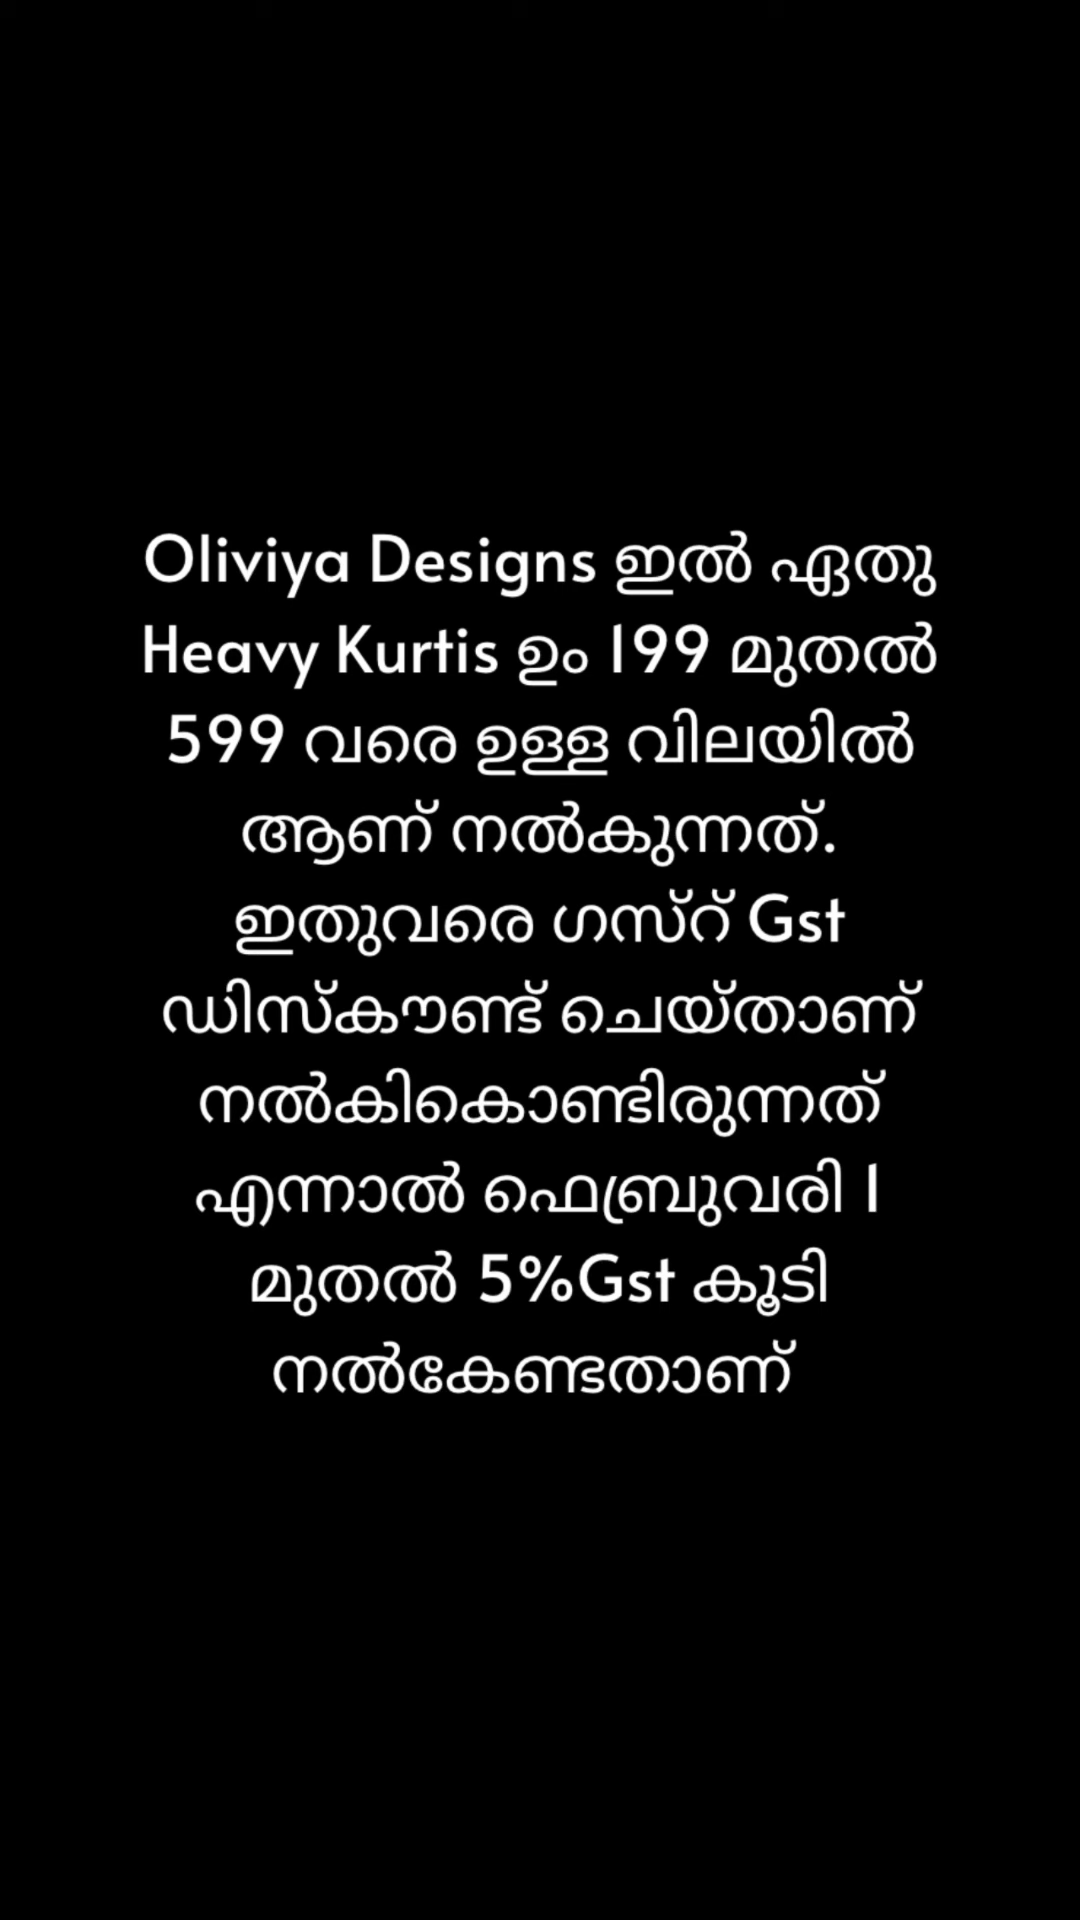 Oliviya Designs ഇൽ ഏതു
Heavy Kurtis ഉം 199 മുതൽ
599 വരെ ഉള്ള വിലയിൽ
ആണ് നൽകുന്നത്.
ഇതുവരെ ഗസ്റ് Gst
ഡിസ്കൗണ്ട് ചെയ്താണ്
നൽകികൊണ്ടിരുന്നത്
എന്നാൽ ഫെബ്രുവരി 1
മുതൽ 5%Gst കൂടി
നൽകേണ്ടതാണ്